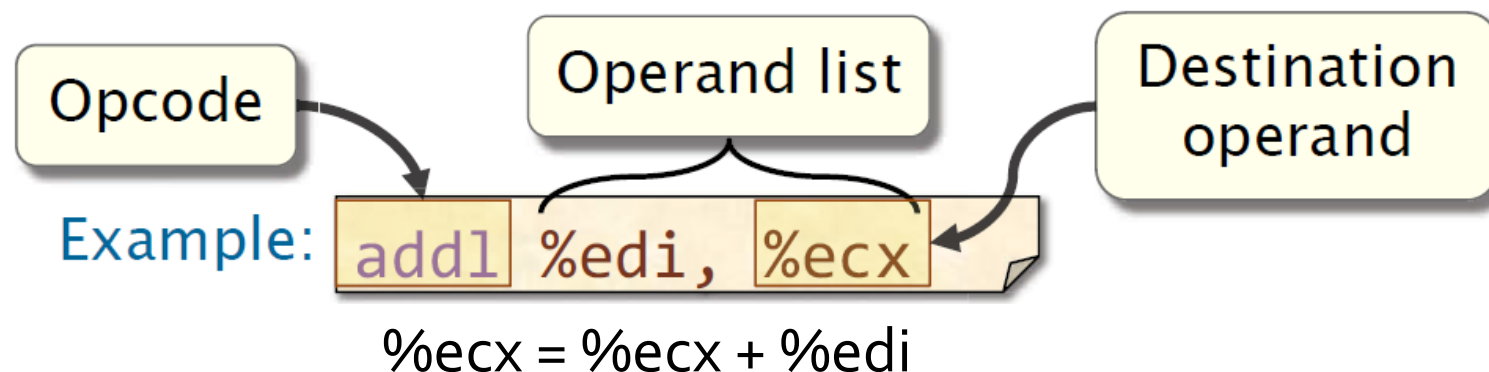 Opcode
Operand list
Destination
operand
Example: addl %edi, %ecx
%ecx = %ecx + %edi